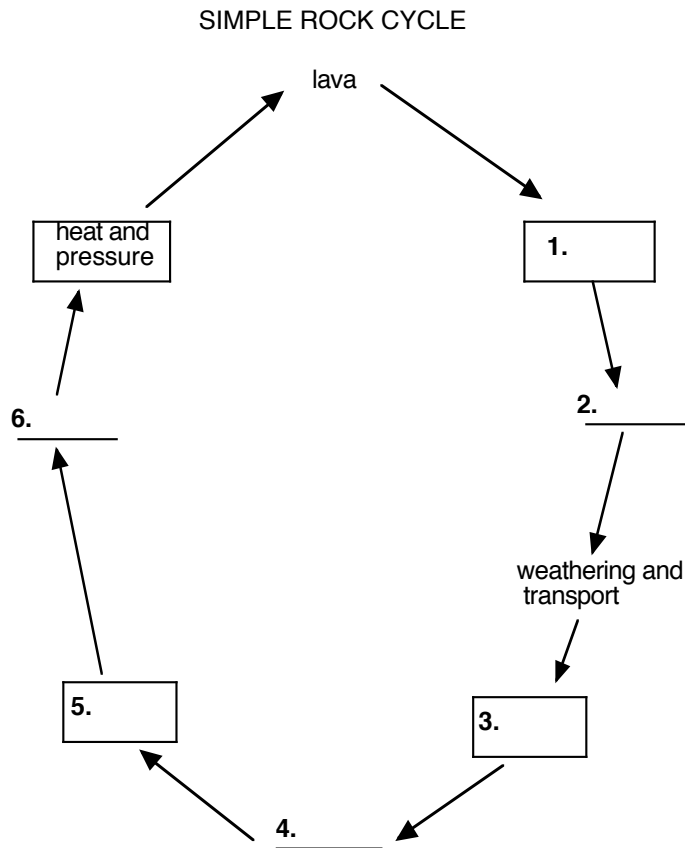 SIMPLE ROCK CYCLE
lava
heat and
pressure
1.
6.
2.
weathering and
transport
5.
3.
4.